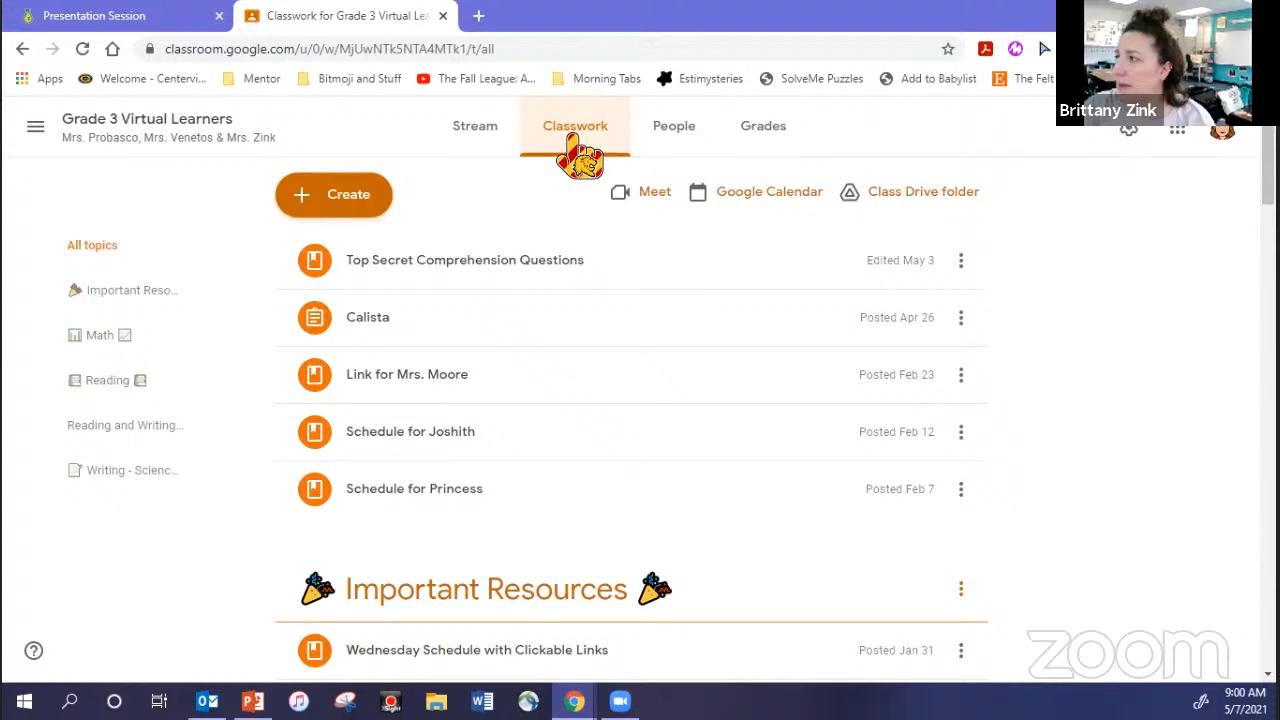 Presentation Session
Classwork for Grade 3 Virtual Lea
classroom.google.com/u/0/w/MjUwNTk5NTA4MTk1/t/all
Apps
Welcome - Centervi...
Mentor
Bitmoji and Stuff
The Fall League: A...
Morning Tabs
Estimysteries
SolveMe Puzzles
Add to Babylist
The Felt
Brittany Zink
Grade 3 Virtual Learners
Mrs. Probasco, Mrs. Venetos & Mrs. Zink
Stream
Classwork
People
Grades
Create
Meet
Google Calendar
Class Drive folder
All topics
Important Reso...
Math
Reading
Reading and Writing...
Writing - Scienc...
Top Secret Comprehension Questions
Edited May 3
Calista
Posted Apr 26
Link for Mrs. Moore
Posted Feb 23
Schedule for Joshith
Posted Feb 12
Schedule for Princess
Posted Feb 7
Important Resources
Wednesday Schedule with Clickable Links
Posted Jan 31
zoom
9:00 AM
5/7/2021